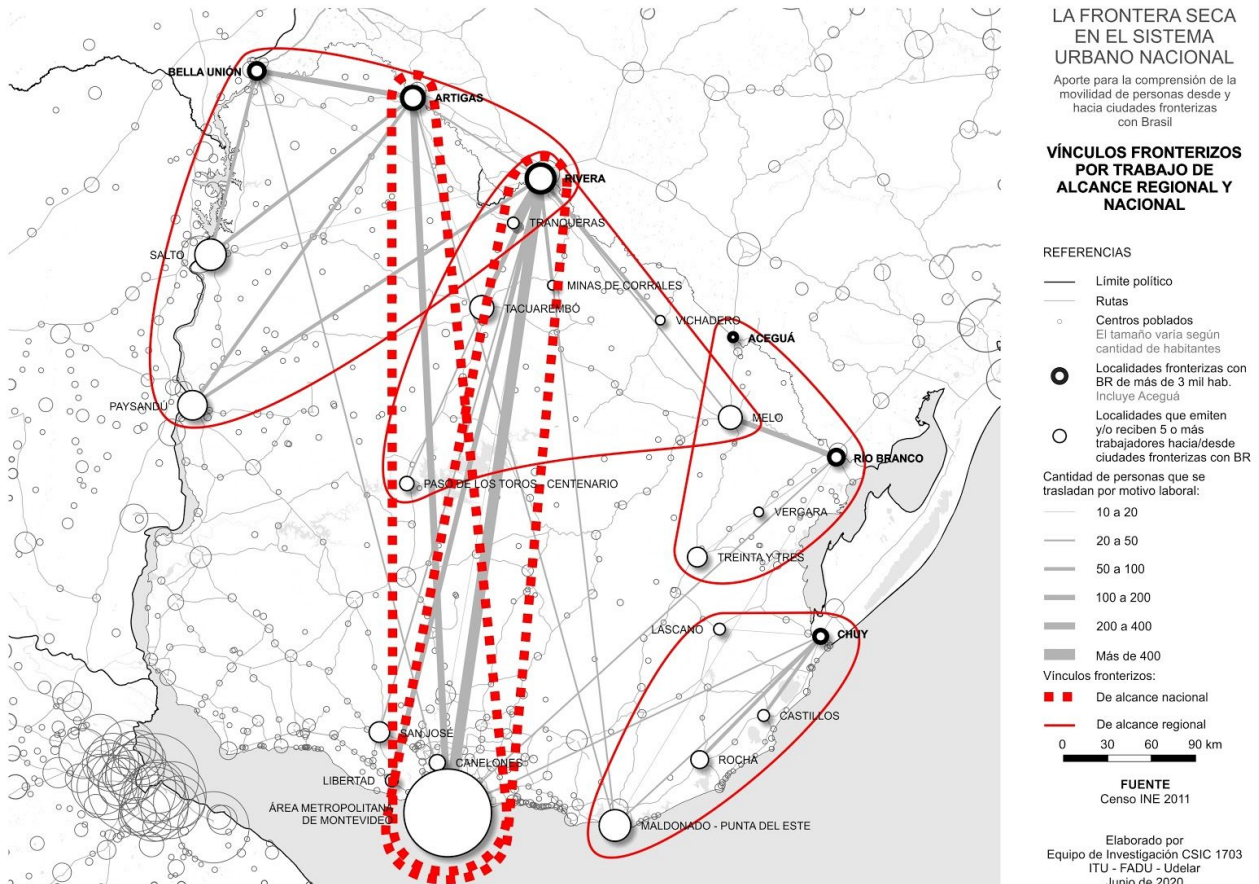 BELLA UNIÓN
ARTIGAS
RIVERA
TRANQUERAS
SALTO
MINAS DE CORRALES
TACUAREMBÓ
VICHADERO
ACEGUÁ
PAYSANDÚ
MELO
RIO BRANCO
PASO DE LOS TOROS - CENTENARIO
VERGARA
TREINTA Y TRES
LASCANO
CHUY
CASTILLOS
SAN JOSÉ
CANELONES
ROCHA
LIBERTAD
ÁREA METROPOLITANA
DE MONTEVIDEO
MALDONADO - PUNTA DEL ESTE
LA FRONTERA SECA
EN EL SISTEMA
URBANO NACIONAL
Aporte para la comprensión de la
movilidad de personas desde y
hacia ciudades fronterizas
con Brasil
VÍNCULOS FRONTERIZOS
POR TRABAJO DE
ALCANCE REGIONAL Y
NACIONAL
REFERENCIAS
Límite político
Rutas
Centros poblados
El tamaño varía según
cantidad de habitantes
Localidades fronterizas con
BR de más de 3 mil hab.
Incluye Aceguá
Localidades que emiten
y/o reciben 5 o más
trabajadores hacia/desde
ciudades fronterizas con BR
Cantidad de personas que se
trasladan por motivo laboral:
10 a 20
20 a 50
50 a 100
100 a 200
200 a 400
Más de 400
Vínculos fronterizos:
De alcance nacional
De alcance regional
0 30 60 90 km
FUENTE
Censo INE 2011
Elaborado por
Equipo de Investigación CSIC 1703
ITU - FADU - Udelar
Junio de 2020